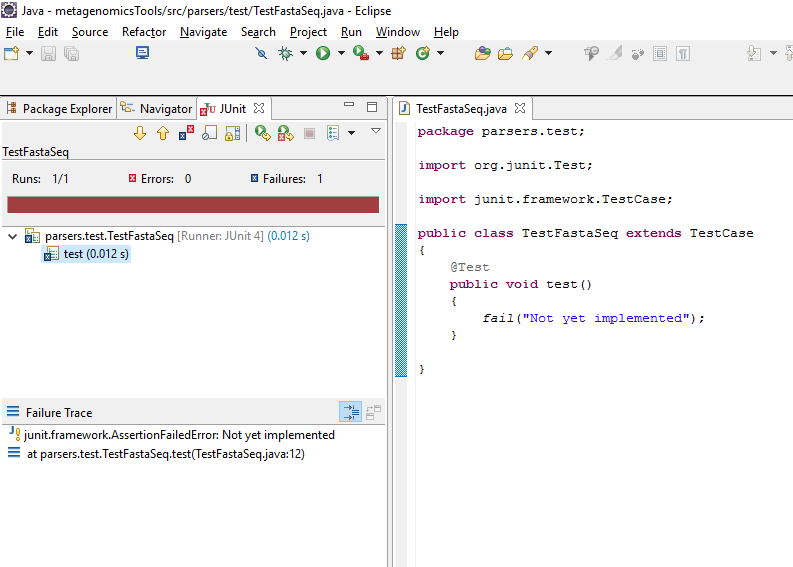 Java - metagenomicsTools/src/parsers/test/TestFastaSeq.java - Eclipse
File Edit Source Refactor Navigate Search Project Run Window Help
Package Explorer Navigator JUnit
TestFastaSeq
Runs: 1/1 Errors: 0 Failures: 1
parsers.test.TestFastaSeq [Runner: JUnit 4] (0.012 s)
test (0.012 s)
Failure Trace
junit.framework.AssertionFailedError: Not yet implemented
at parsers.test.TestFastaSeq.test(TestFastaSeq.java:12)
TestFastaSeq.java
package parsers.test;
import org.junit.Test;
import junit.framework.TestCase;
public class TestFastaSeq extends TestCase
{
@Test
public void test()
{
fail("Not yet implemented");
}
}